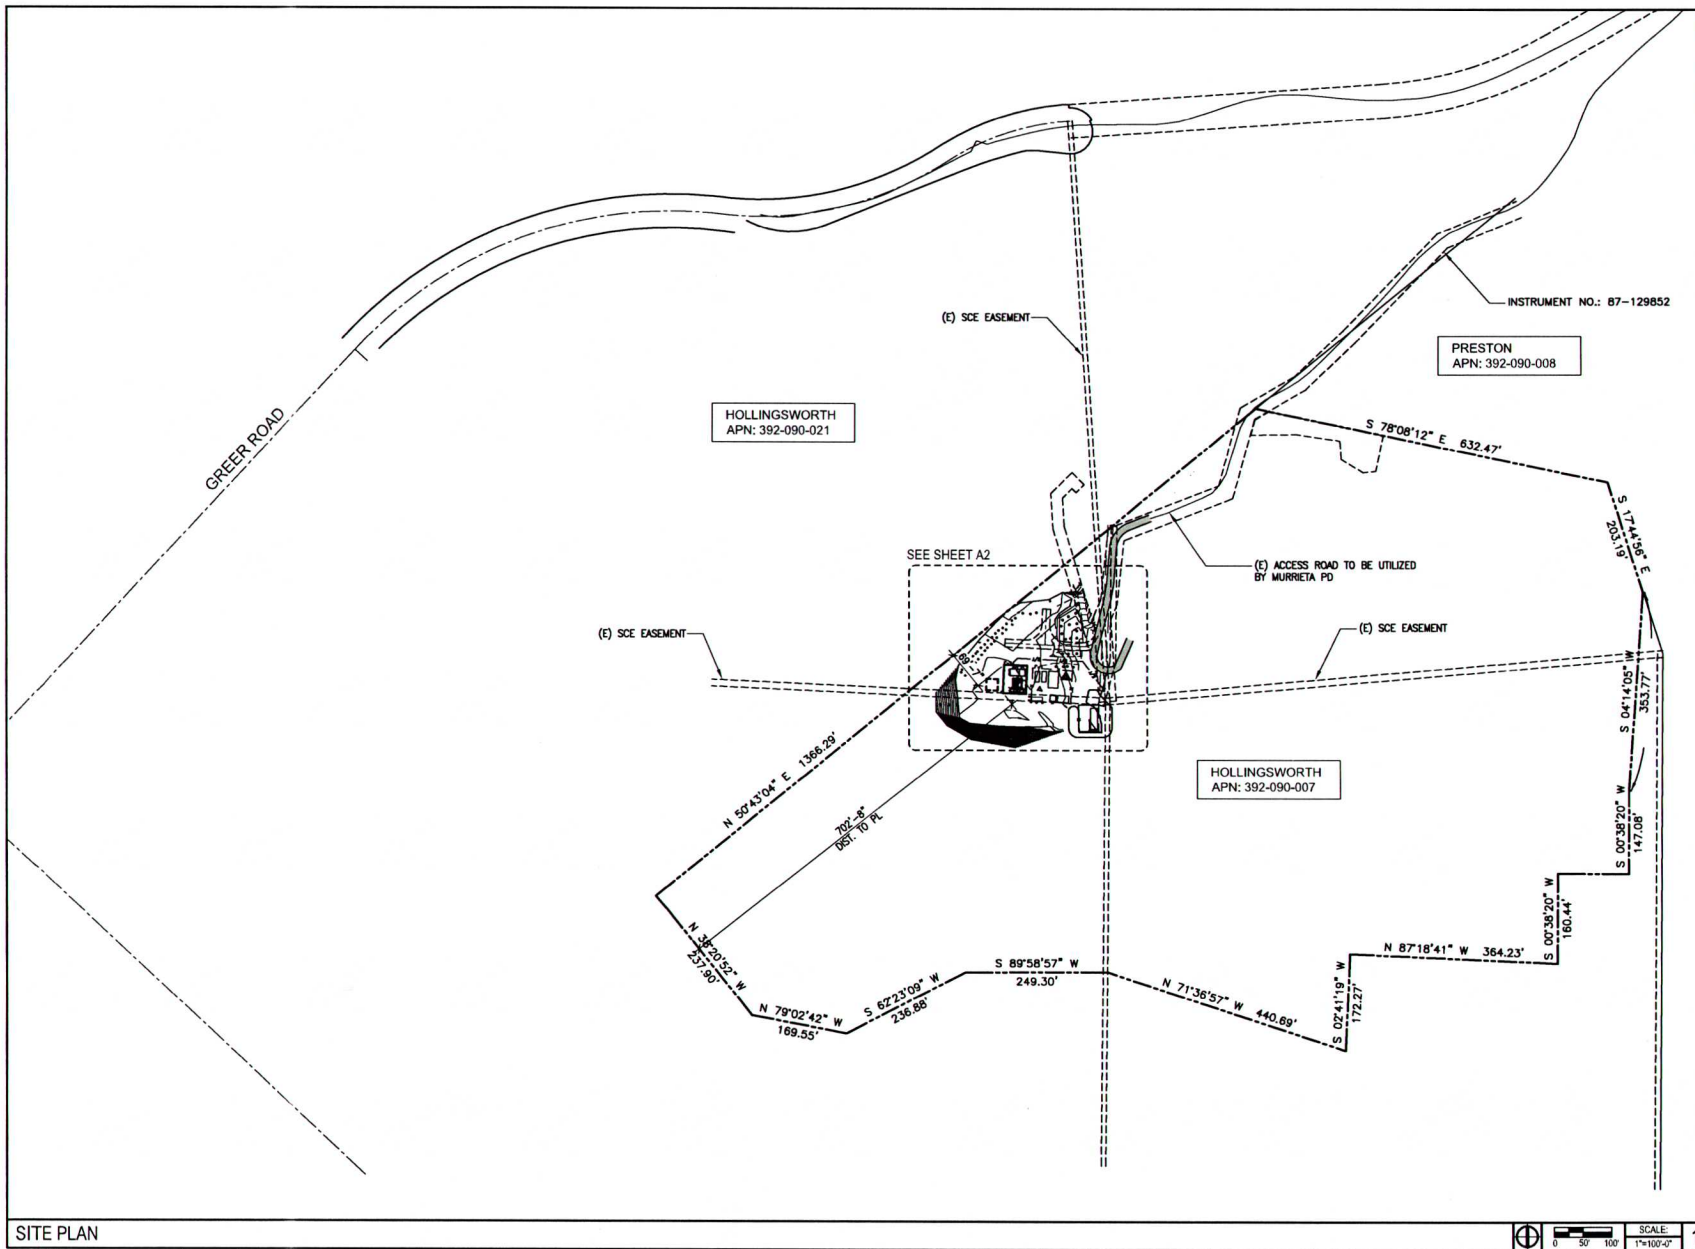 INSTRUMENT NO.: 87-129852
(E) SCE EASEMENT
PRESTON
APN: 392-090-008
HOLLINGSWORTH
APN: 392-090-021
GREER ROAD
S 78°08'12" E 632.47'
S 17°44'56" E
203.19'
SEE SHEET A2
(E) ACCESS ROAD TO BE UTILIZED
BY MURRIETA PD
(E) SCE EASEMENT
(E) SCE EASEMENT
S 04°14'05" W
353.77'
N 50°43'04" E 1366.29'
HOLLINGSWORTH
APN: 392-090-007
702'-8"
DIST. TO PL
S 00°38'20" W
147.08'
S 00°38'20" W
160.44'
N 38°20'52" W
237.90'
N 87°18'41" W 364.23'
S 89°58'57" W
249.30'
S 62°23'09" W
236.88'
N 71°36'57" W 440.69'
S 02°41'19" W
172.27'
N 79°02'42" W
169.55'
SITE PLAN
0 50' 100'
SCALE:
1"=100'-0"